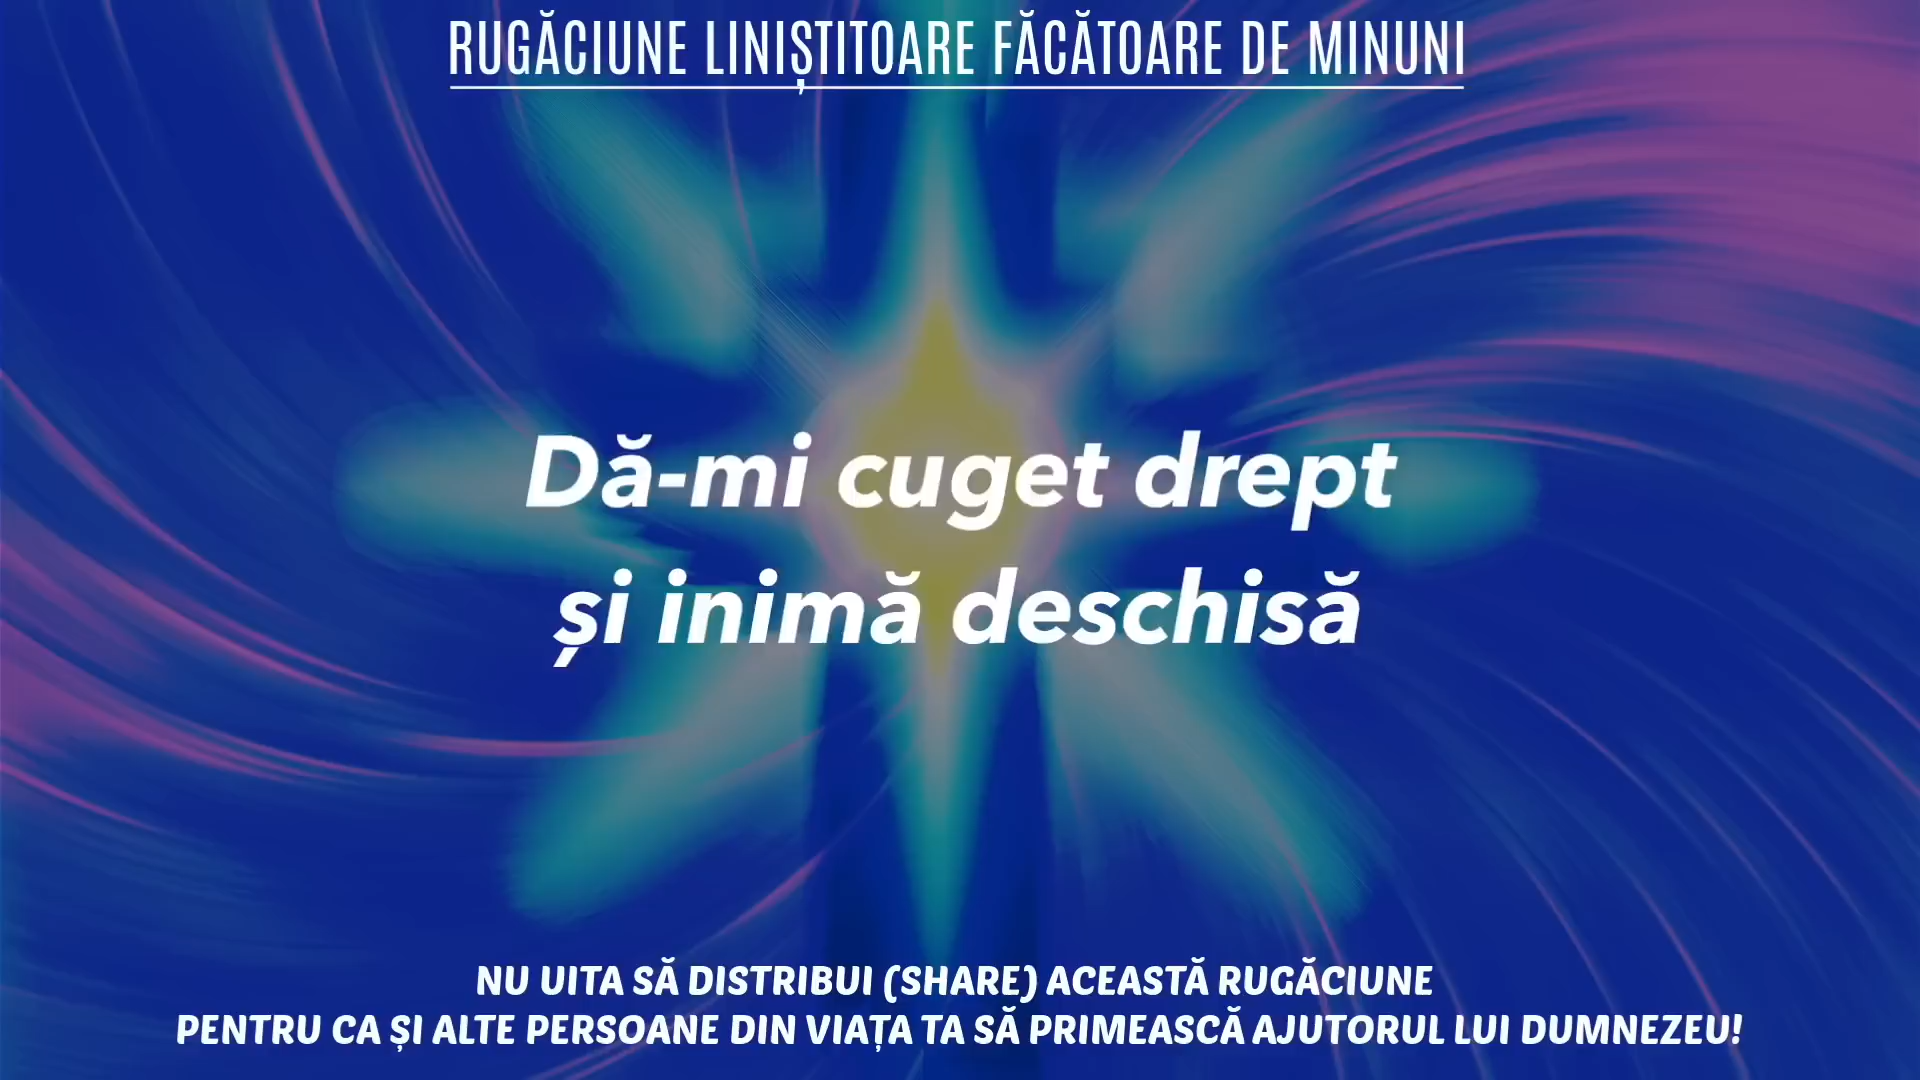 RUGĂCIUNE LINIȘTITOARE FĂCĂTOARE DE MINUNI
Dă-mi cuget drept
și inimă deschisă
NU UITA SĂ DISTRIBUI (SHARE) ACEASTĂ RUGĂCIUNE
PENTRU CA ȘI ALTE PERSOANE DIN VIAȚA TA SĂ PRIMEASCĂ AJUTORUL LUI DUMNEZEU!